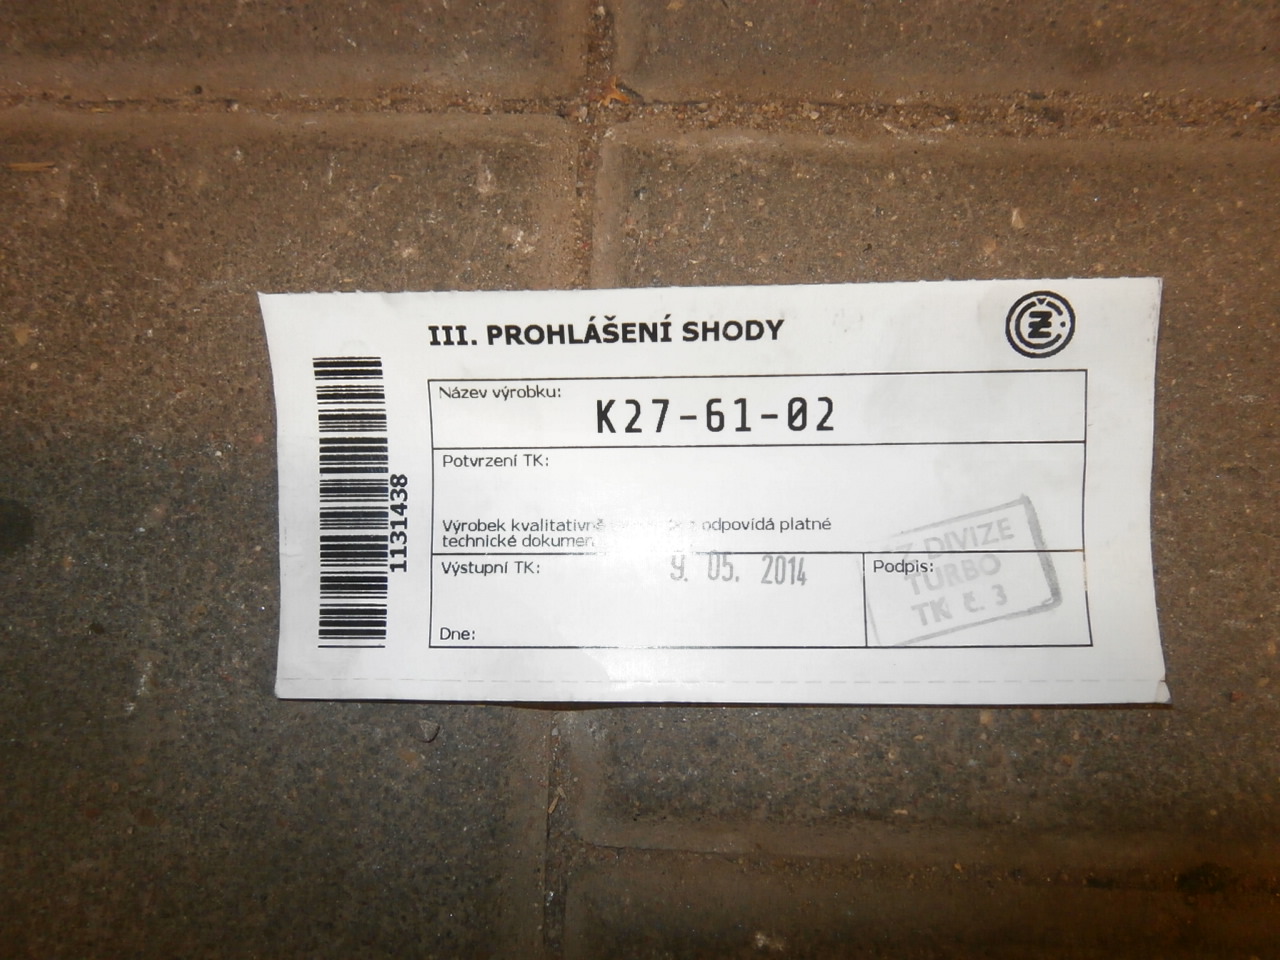 III. PROHLÁŠENÍ SHODY
ČZ
1131438
Název výrobku:
K27-61-02
Potvrzení TK:
Výrobek kvalitativně odpovídá platné
technické
Výstupní TK:
9. 05. 2014
Podpis:
DIVIZE
TURBO
TK č. 3
Dne: